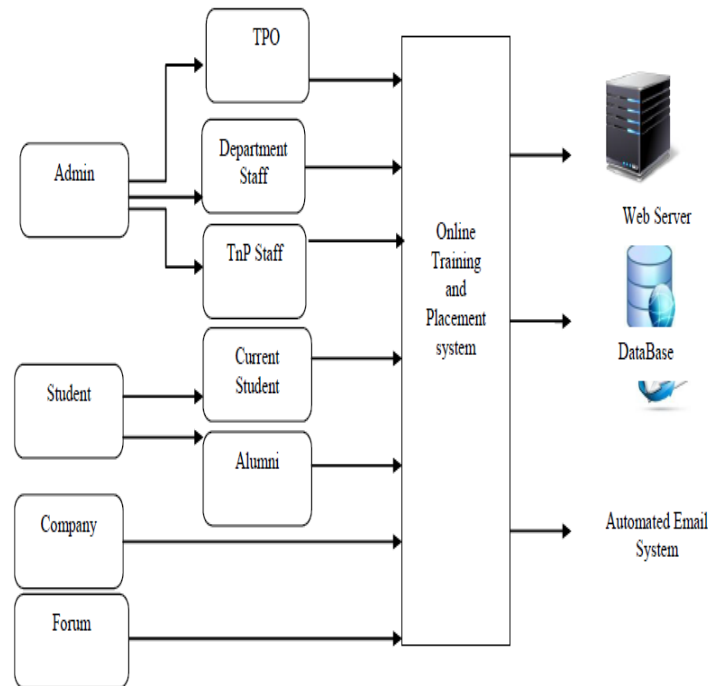 TPO
Admin
Department
Staff
TnP Staff
Student
Current
Student
Alumni
Company
Forum
Online
Training
and
Placement
system
Web Server
DataBase
Automated Email
System